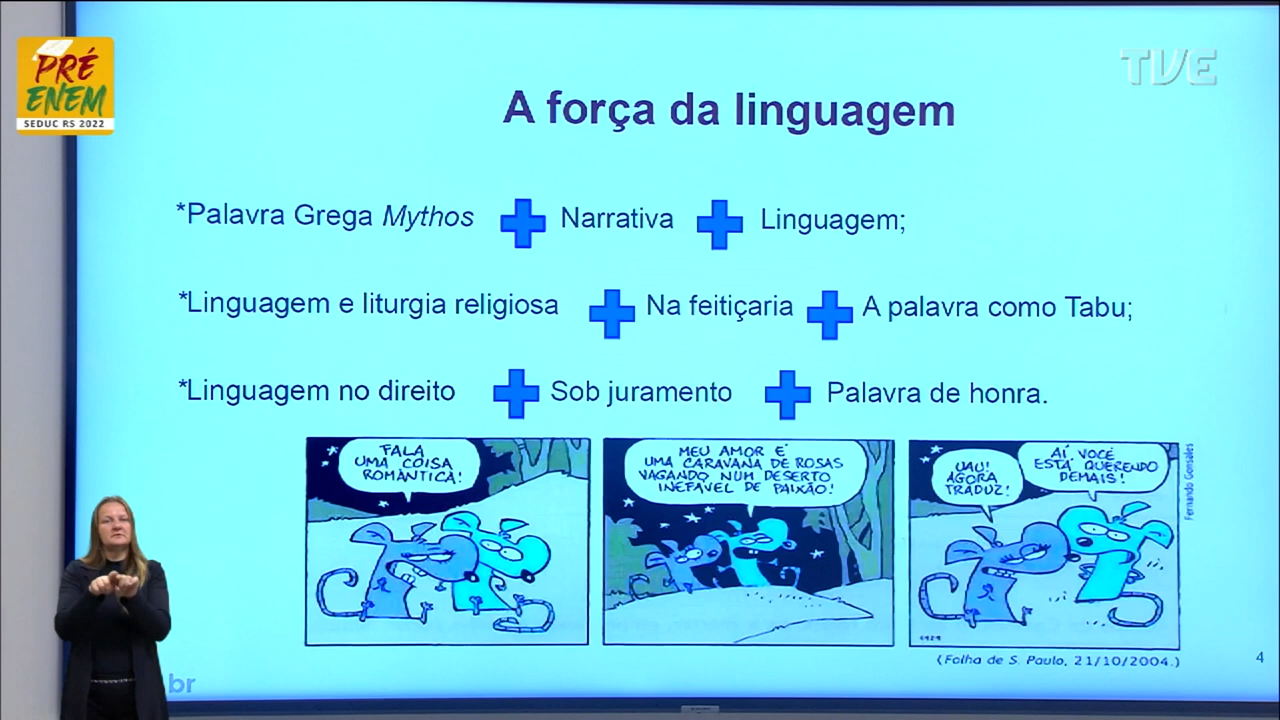 PRÉ
ENEM
SEDUC RS 2022
TVE
A força da linguagem
*Palavra Grega Mythos + Narrativa + Linguagem;
*Linguagem e liturgia religiosa + Na feitiçaria + A palavra como Tabu;
*Linguagem no direito + Sob juramento + Palavra de honra.
FALA
UMA COISA
ROMÂNTICA!
MEU AMOR É
UMA CARAVANA DE ROSAS
VAGANDO NUM DESERTO
INEFÁVEL DE PAIXÃO!
UAU!
AGORA
TRADUZ!
AÍ, VOCÊ
ESTÁ QUERENDO
DEMAIS!
Fernando Gonsales
(Folha de S. Paulo, 21/10/2004.)
4
br